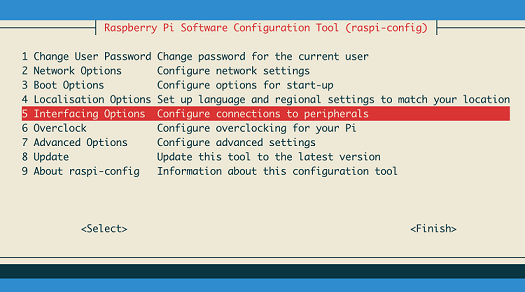 Raspberry Pi Software Configuration Tool (raspi-config)
1 Change User Password Change password for the current user
2 Network Options Configure network settings
3 Boot Options Configure options for start-up
4 Localisation Options Set up language and regional settings to match your location
5 Interfacing Options Configure connections to peripherals
6 Overclock Configure overclocking for your Pi
7 Advanced Options Configure advanced settings
8 Update Update this tool to the latest version
9 About raspi-config Information about this configuration tool
<Select> <Finish>